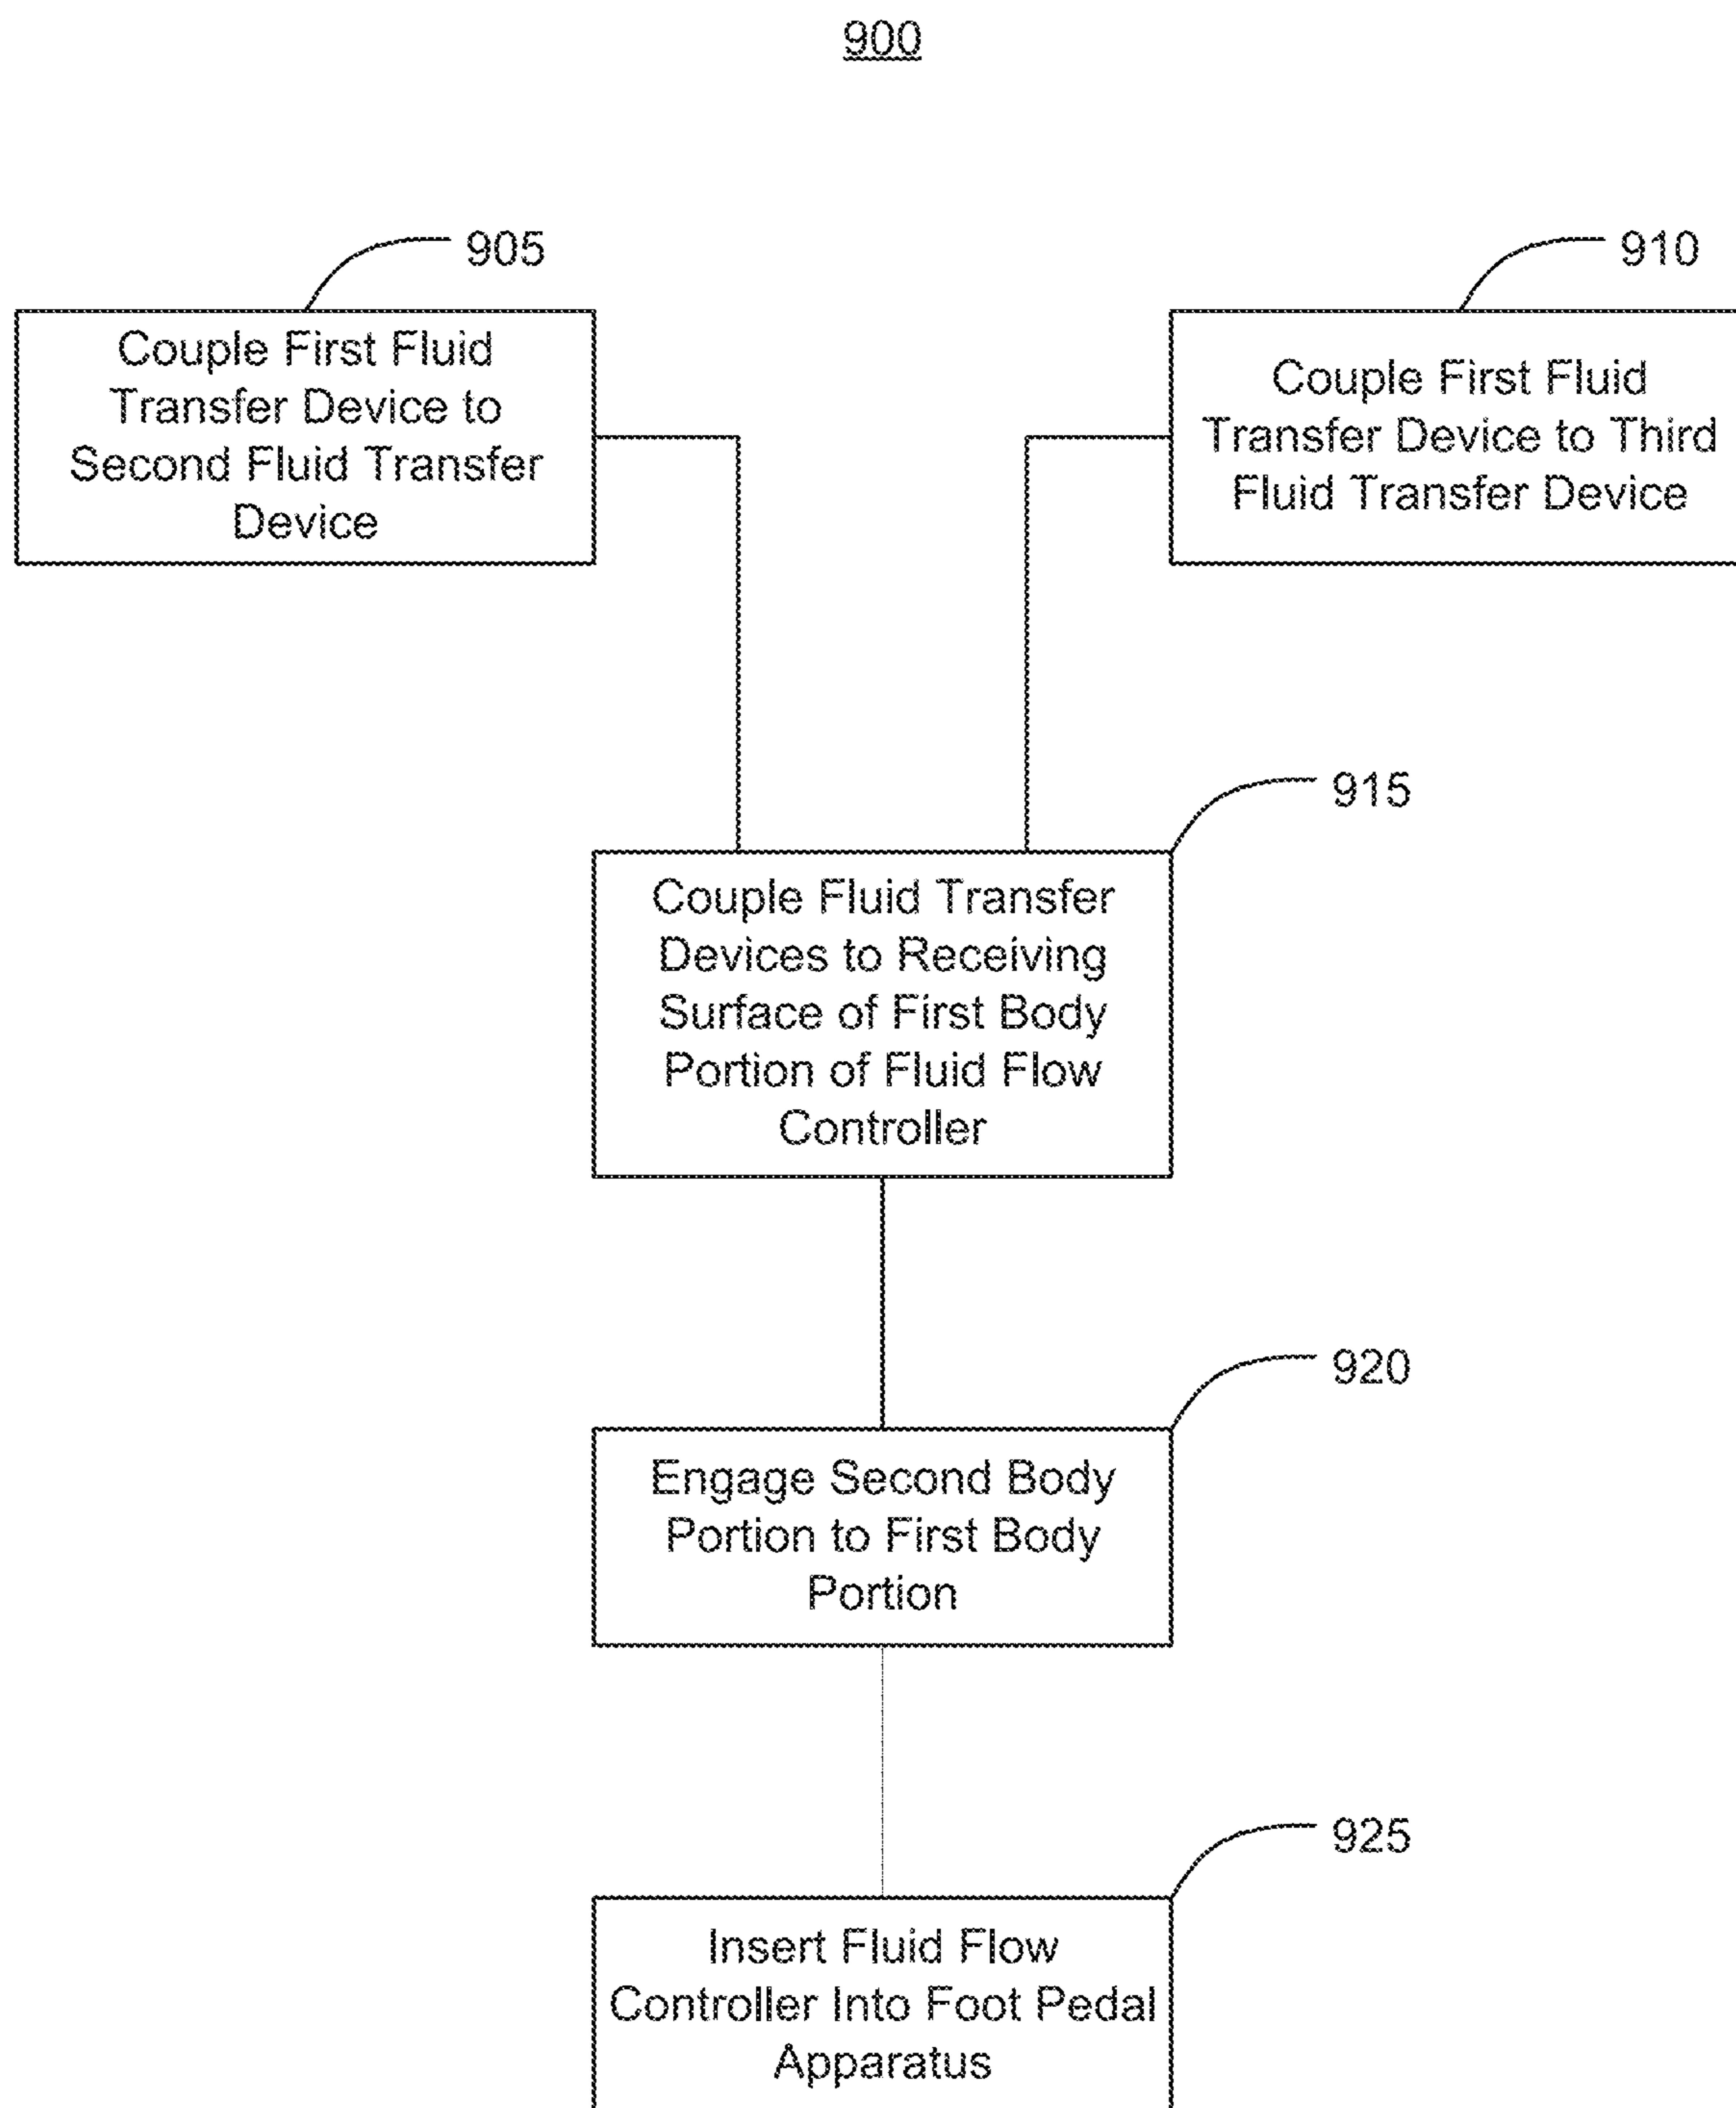 900
905
910
Couple First Fluid
Transfer Device to
Second Fluid Transfer
Device
Couple First Fluid
Transfer Device to Third
Fluid Transfer Device
915
Couple Fluid Transfer
Devices to Receiving
Surface of First Body
Portion of Fluid Flow
Controller
920
Engage Second Body
Portion to First Body
Portion
925
Insert Fluid Flow
Controller Into Foot Pedal
Apparatus